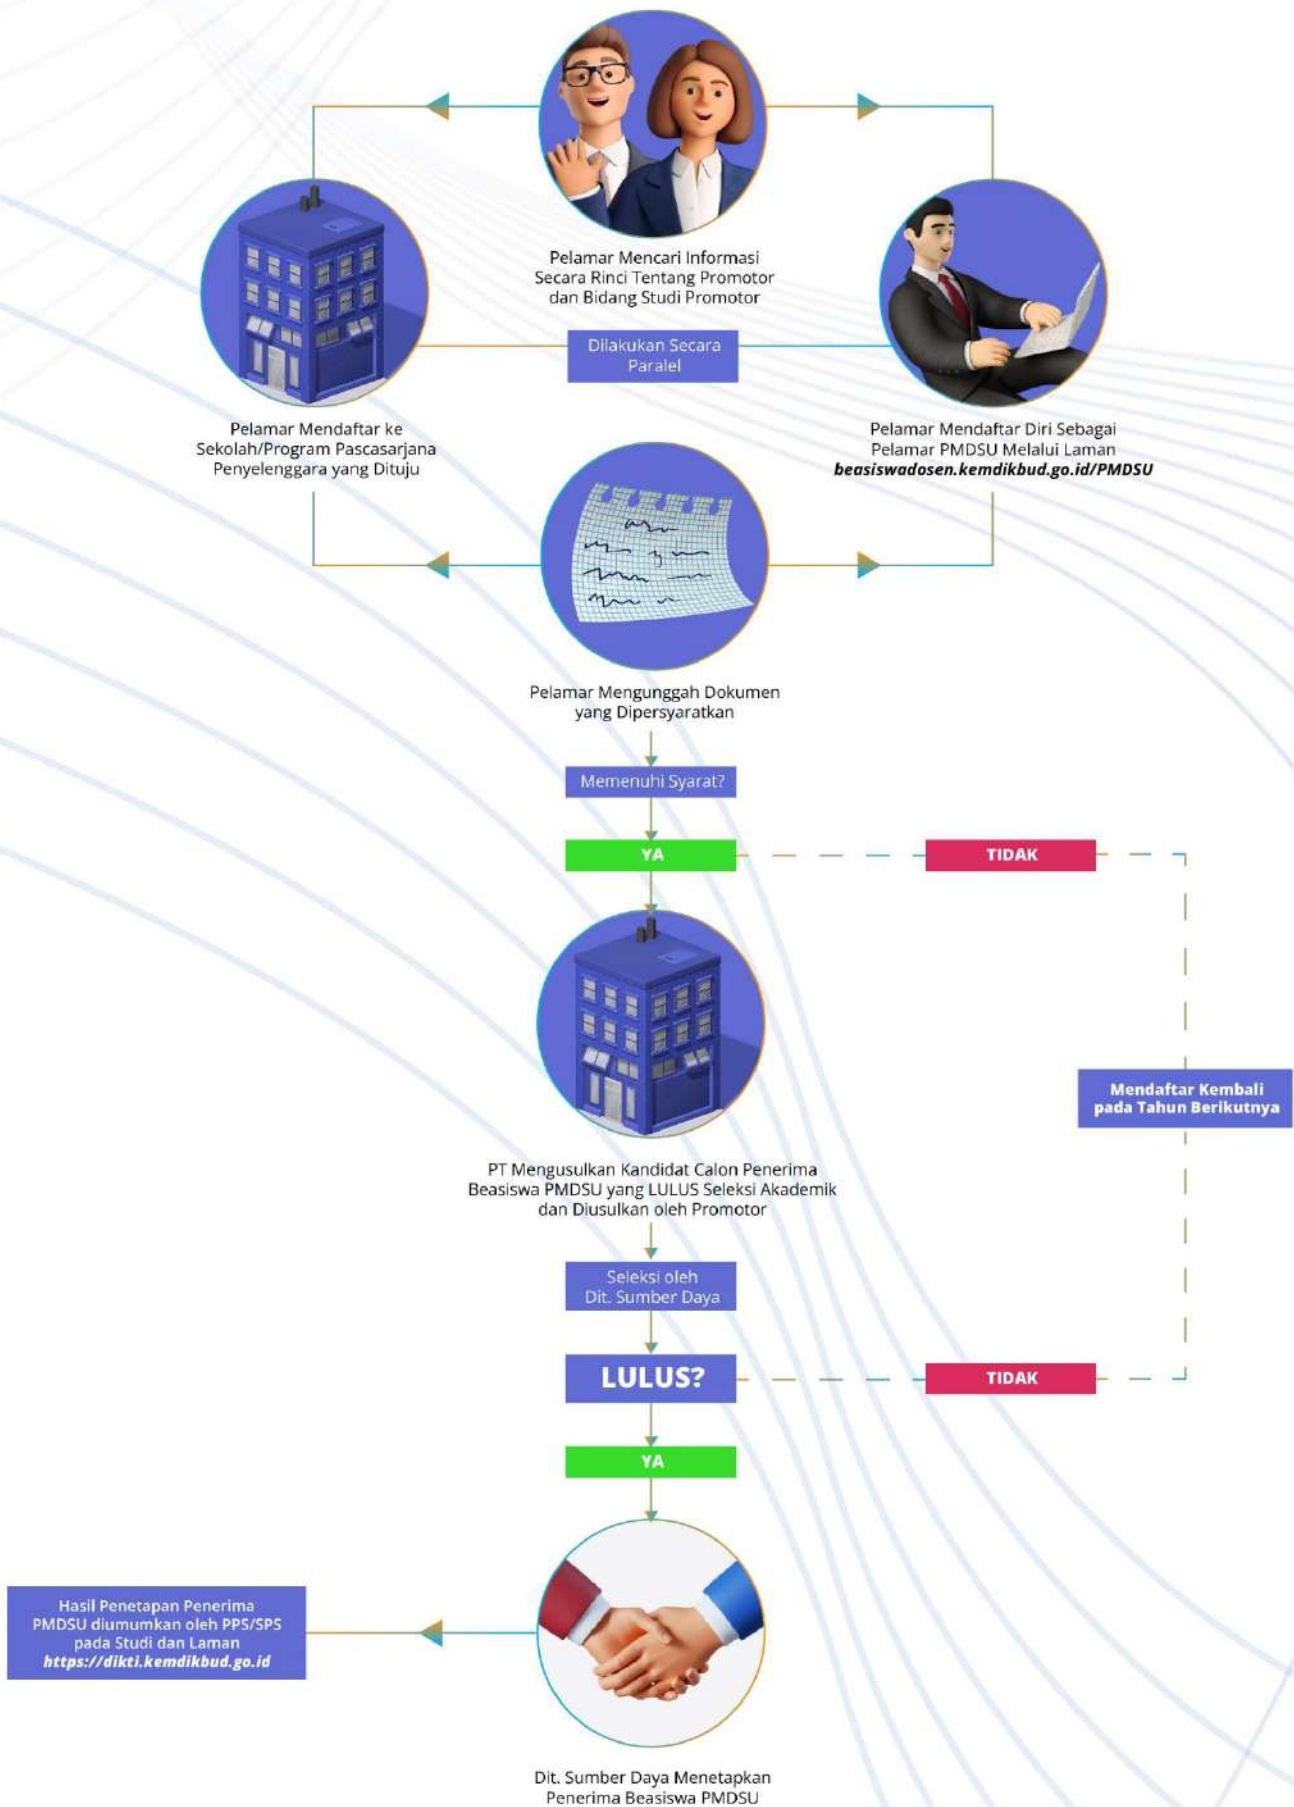 Pelamar Mencari Informasi
Secara Rinci Tentang Promotor
dan Bidang Studi Promotor
Dilakukan Secara
Paralel
Pelamar Mendaftar ke
Sekolah/Program Pascasarjana
Penyelenggara yang Dituju
Pelamar Mendaftar Diri Sebagai
Pelamar PMDSU Melalui Laman
beasiswadosen.kemdikbud.go.id/PMDSU
Pelamar Mengunggah Dokumen
yang Dipersyaratkan
Memenuhi Syarat?
YA
TIDAK
Mendaftar Kembali
pada Tahun Berikutnya
PT Mengusulkan Kandidat Calon Penerima
Beasiswa PMDSU yang LULUS Seleksi Akademik
dan Diusulkan oleh Promotor
Seleksi oleh
Dit. Sumber Daya
LULUS?
TIDAK
YA
Hasil Penetapan Penerima
PMDSU diumumkan oleh PPS/SPS
pada Studi dan Laman
https://dikti.kemdikbud.go.id
Dit. Sumber Daya Menetapkan
Penerima Beasiswa PMDSU